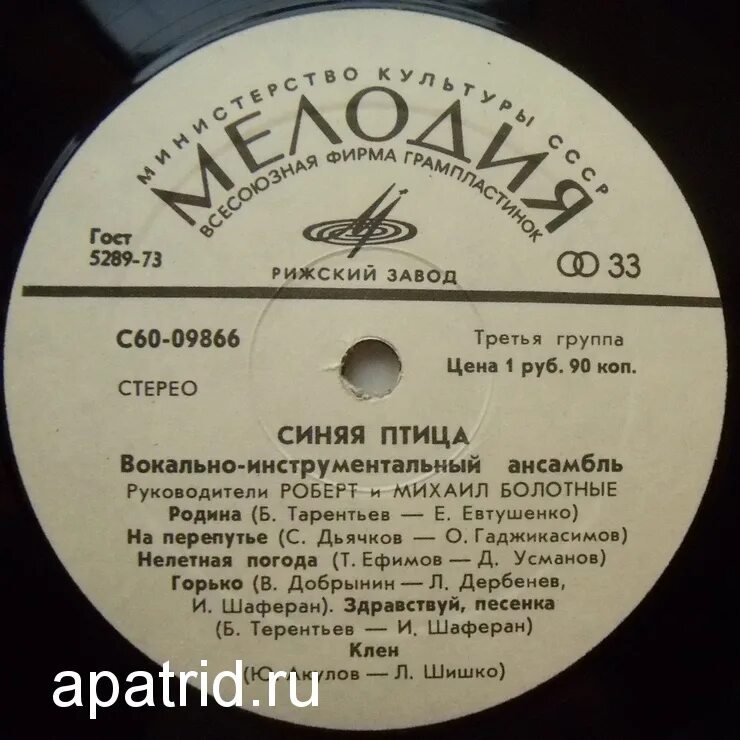 МИНИСТЕРСТВО КУЛЬТУРЫ СССР
МЕЛОДИЯ
ВСЕСОЮЗНАЯ ФИРМА ГРАМПЛАСТИНОК
Гост
5289-73
РИЖСКИЙ ЗАВОД
33
С60-09866
Третья группа
Цена 1 руб. 90 коп.
СТЕРЕО
СИНЯЯ ПТИЦА
Вокально-инструментальный ансамбль
Руководители РОБЕРТ и МИХАИЛ БОЛОТНЫЕ
Родина (Б. Тарентьев — Е. Евтушенко)
На перепутье (С. Дьячков — О. Гаджикасимов)
Нелетная погода (Т. Ефимов — Д. Усманов)
Горько (В. Добрынин — Л. Дербенев,
И. Шаферан). Здравствуй, песенка
(Б. Терентьев — И. Шаферан)
Клен
(Ю. Акулов — Л. Шишко)
apatrid.ru